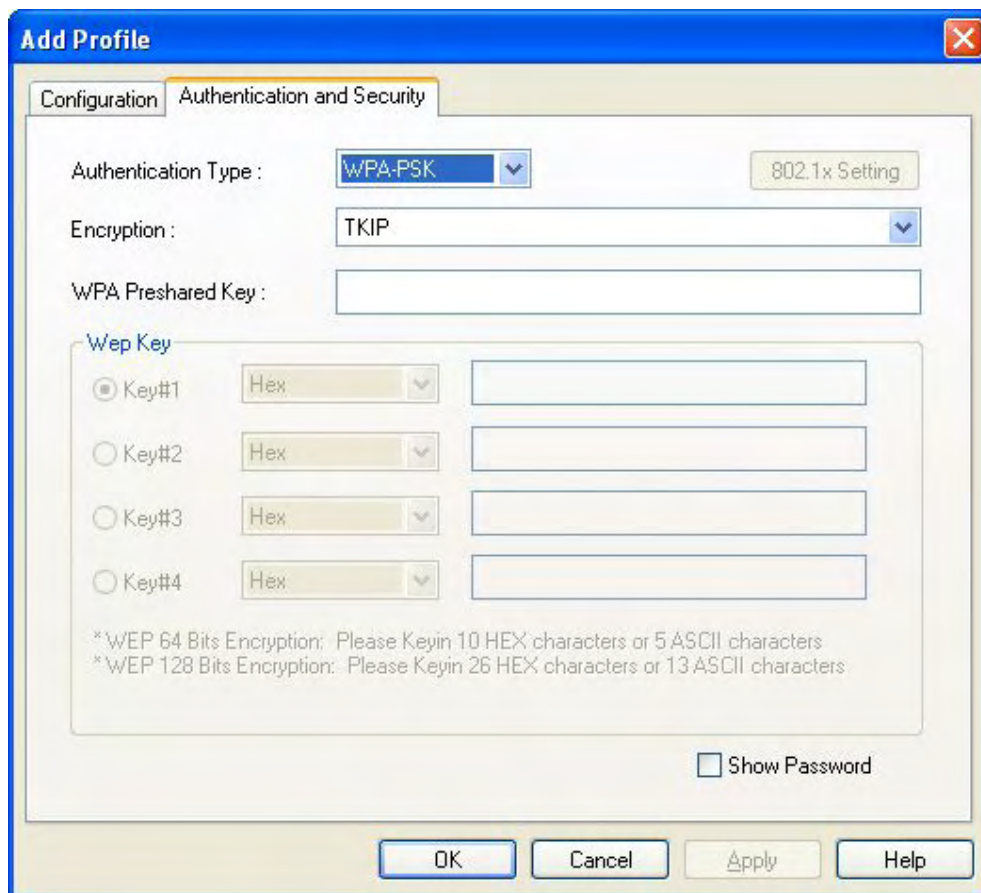 Add Profile
Configuration
Authentication and Security
Authentication Type :
WPA-PSK
802.1x Setting
Encryption :
TKIP
WPA Preshared Key :
Wep Key
Key#1
Hex
Key#2
Hex
Key#3
Hex
Key#4
Hex
* WEP 64 Bits Encryption: Please Keyin 10 HEX characters or 5 ASCII characters
* WEP 128 Bits Encryption: Please Keyin 26 HEX characters or 13 ASCII characters
Show Password
OK
Cancel
Apply
Help